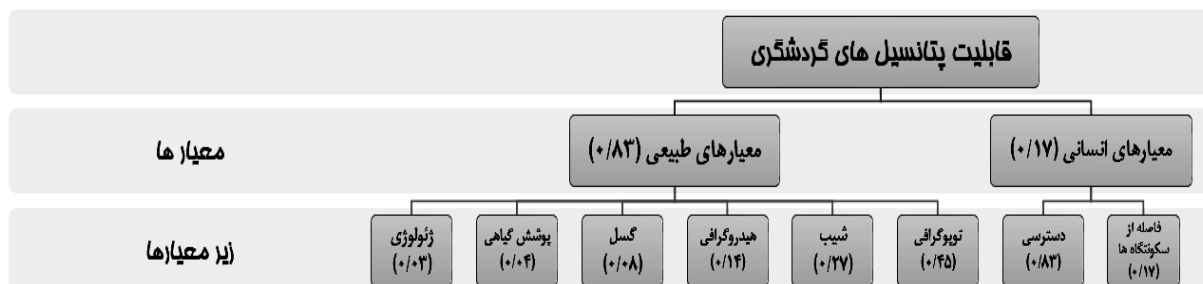 قابلیت پتانسیل های گردشگری
معیار ها
معیارهای انسانی (۰/۱۷)
معیارهای طبیعی (۰/۸۳)
زیر معیارها
فاصله از
سکونتگاه ها
(۰/۱۷)
دسترسی
(۰/۸۳)
توپوگرافی
(۰/۴۵)
شیب
(۰/۲۷)
هیدروگرافی
(۰/۱۴)
گسل
(۰/۰۸)
پوشش گیاهی
(۰/۰۴)
ژئولوژی
(۰/۰۳)